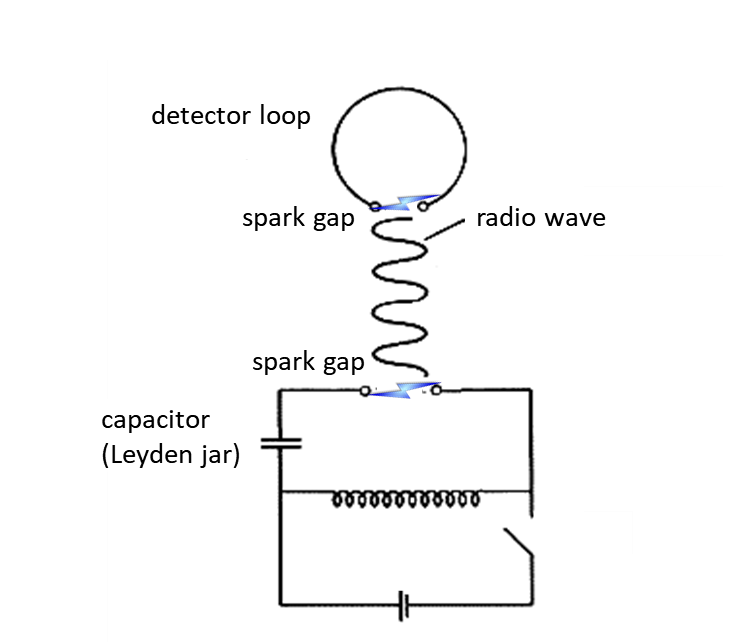 detector loop
spark gap
radio wave
spark gap
capacitor
(Leyden jar)